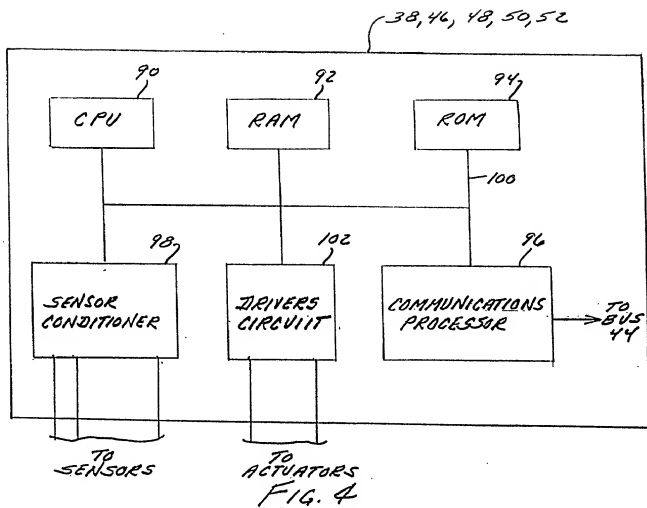 38, 46, 48, 50, 52
90
92
94
CPU
RAM
ROM
100
98
102
96
SENSOR
CONDITIONER
DRIVERS
CIRCUIIT
COMMUNICATIONS
PROCESSOR
TO
BUS
44
TO
SENSORS
TO
ACTUATORS
FIG. 4